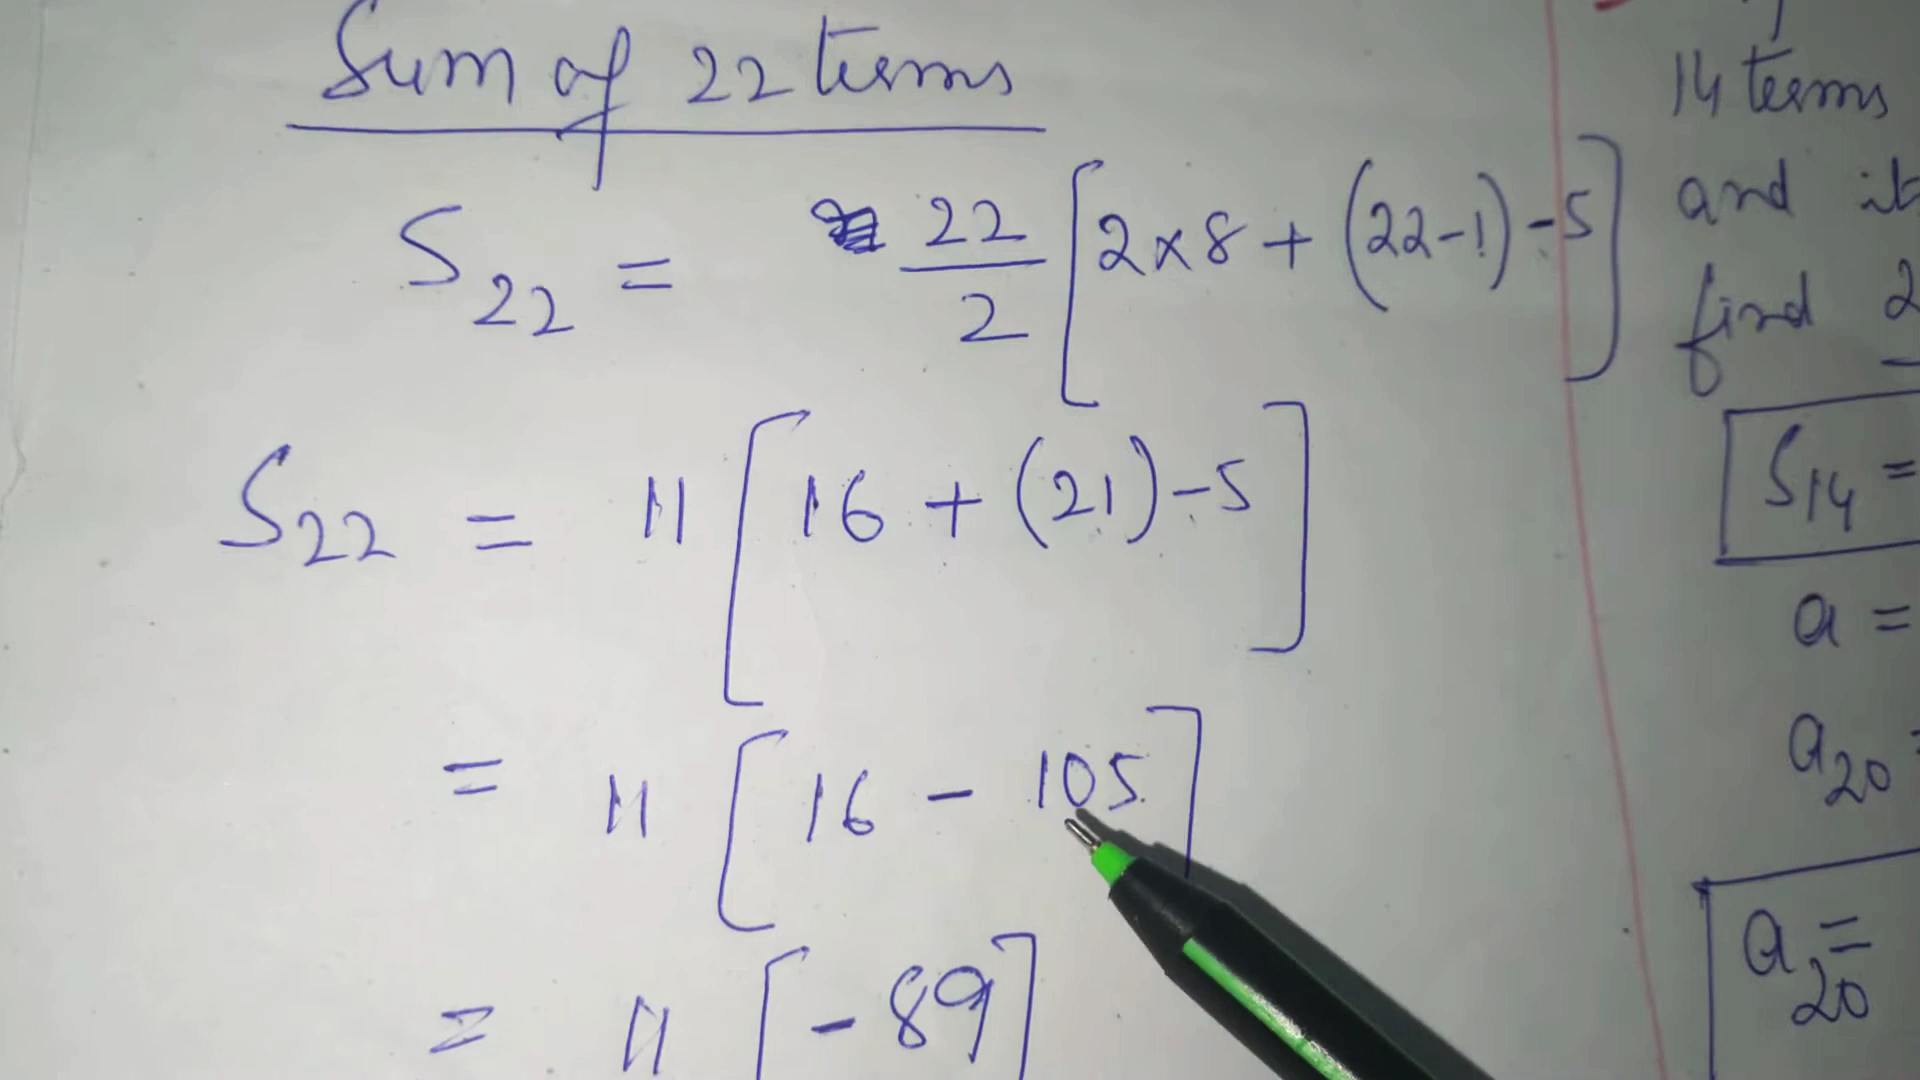 Sum of 22 terms
S22 = 22/2 [2×8+(22-1)-5]
S22 = 11 [16 + (21)-5]
= 11 [16 - 105]
= 11 [-89]
14 terms
and
find 2
S14 =
a =
a20 =
a20 =